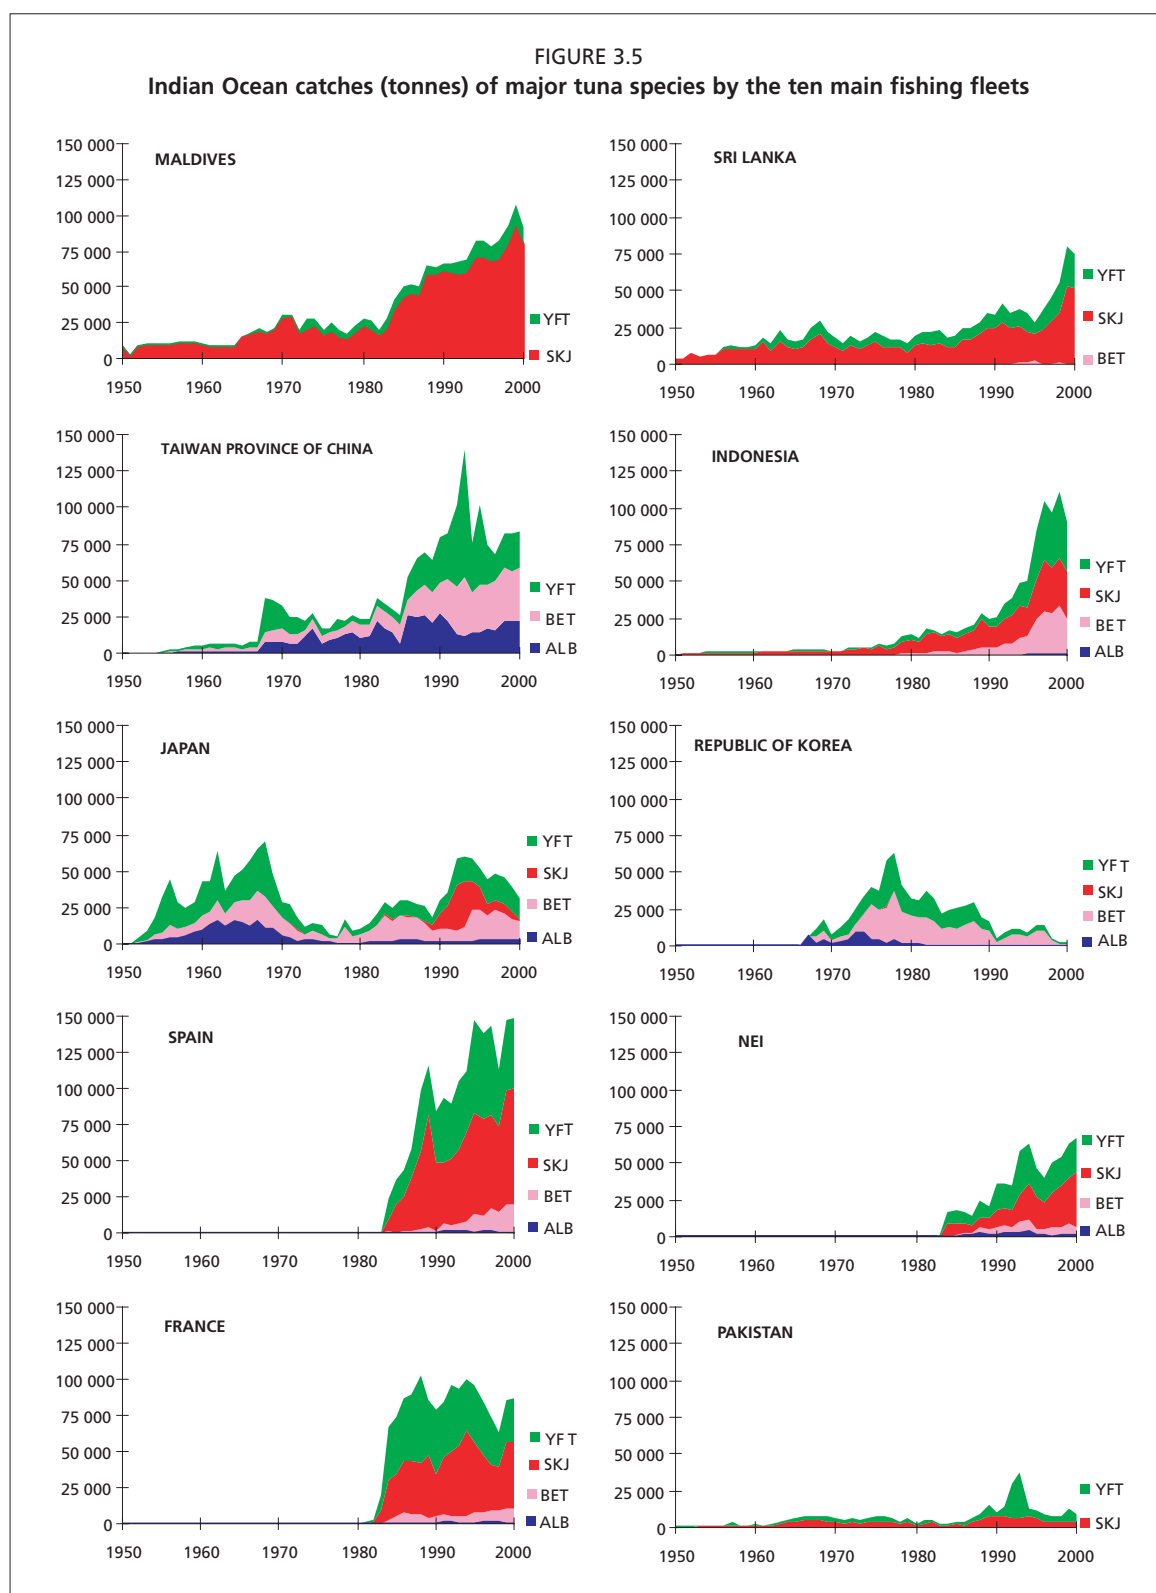 FIGURE 3.5
Indian Ocean catches (tonnes) of major tuna species by the ten main fishing fleets
MALDIVES
150 000
125 000
100 000
75 000
50 000
25 000
0
1950 1960 1970 1980 1990 2000
YFT
SKJ
SRI LANKA
150 000
125 000
100 000
75 000
50 000
25 000
0
1950 1960 1970 1980 1990 2000
YFT
SKJ
BET
TAIWAN PROVINCE OF CHINA
150 000
125 000
100 000
75 000
50 000
25 000
0
1950 1960 1970 1980 1990 2000
YFT
BET
ALB
INDONESIA
150 000
125 000
100 000
75 000
50 000
25 000
0
1950 1960 1970 1980 1990 2000
YFT
SKJ
BET
ALB
JAPAN
150 000
125 000
100 000
75 000
50 000
25 000
0
1950 1960 1970 1980 1990 2000
YFT
SKJ
BET
ALB
REPUBLIC OF KOREA
150 000
125 000
100 000
75 000
50 000
25 000
0
1950 1960 1970 1980 1990 2000
YFT
SKJ
BET
ALB
SPAIN
150 000
125 000
100 000
75 000
50 000
25 000
0
1950 1960 1970 1980 1990 2000
YFT
SKJ
BET
ALB
NEI
150 000
125 000
100 000
75 000
50 000
25 000
0
1950 1960 1970 1980 1990 2000
YFT
SKJ
BET
ALB
FRANCE
150 000
125 000
100 000
75 000
50 000
25 000
0
1950 1960 1970 1980 1990 2000
YFT
SKJ
BET
ALB
PAKISTAN
150 000
125 000
100 000
75 000
50 000
25 000
0
1950 1960 1970 1980 1990 2000
YFT
SKJ